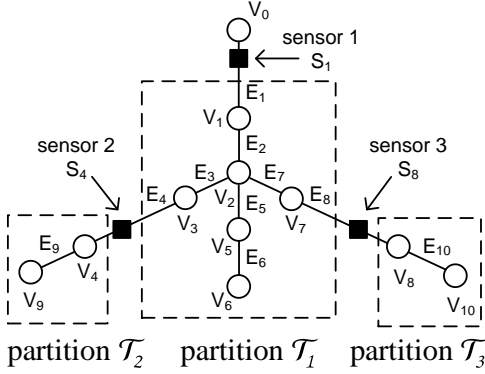 V0
sensor 1
S1
E1
V1
E2
sensor 2
S4
sensor 3
S8
E3
E7
E4
V2
E8
V3
E5
V7
E9
V4
V5
E6
E10
V8
V9
V6
V10
partition T2
partition T1
partition T3